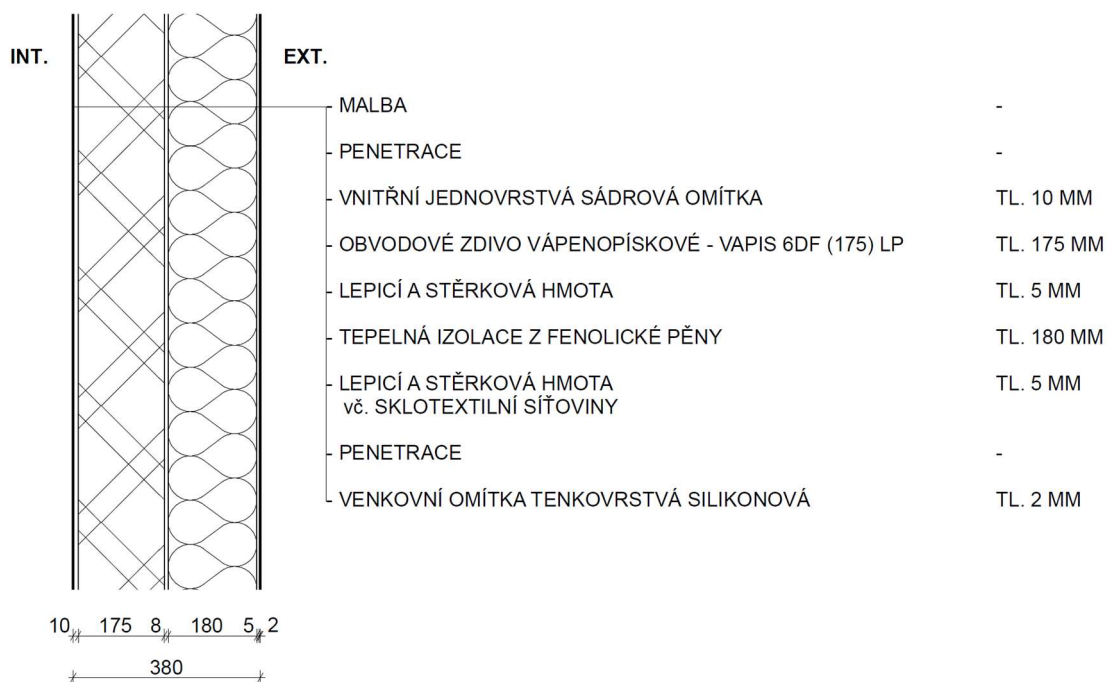 INT.
EXT.
- MALBA -
- PENETRACE -
- VNITŘNÍ JEDNOVRSTVÁ SÁDROVÁ OMÍTKA TL. 10 MM
- OBVODOVÉ ZDIVO VÁPENOPÍSKOVÉ - VAPIS 6DF (175) LP TL. 175 MM
- LEPICÍ A STĚRKOVÁ HMOTA TL. 5 MM
- TEPELNÁ IZOLACE Z FENOLICKÉ PĚNY TL. 180 MM
- LEPICÍ A STĚRKOVÁ HMOTA TL. 5 MM
vč. SKLOTEXTILNÍ SÍŤOVINY
- PENETRACE -
- VENKOVNÍ OMÍTKA TENKOVRSTVÁ SILIKONOVÁ TL. 2 MM
10 175 8 180 5 2
380